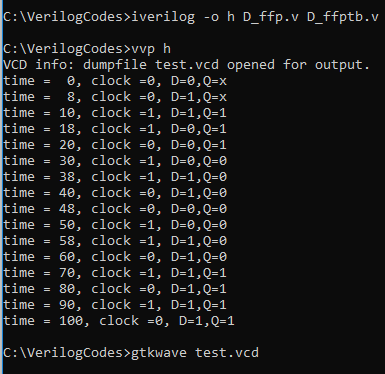 C:\VerilogCodes>iverilog -o h D_ffp.v D_ffptb.v
C:\VerilogCodes>vvp h
VCD info: dumpfile test.vcd opened for output.
time =   0, clock =0, D=0,Q=x
time =   8, clock =0, D=1,Q=x
time =  10, clock =1, D=1,Q=1
time =  18, clock =1, D=0,Q=1
time =  20, clock =0, D=0,Q=1
time =  30, clock =1, D=0,Q=0
time =  38, clock =1, D=1,Q=0
time =  40, clock =0, D=1,Q=0
time =  48, clock =0, D=0,Q=0
time =  50, clock =1, D=0,Q=0
time =  58, clock =1, D=1,Q=0
time =  60, clock =0, D=1,Q=0
time =  70, clock =1, D=1,Q=1
time =  80, clock =0, D=1,Q=1
time =  90, clock =1, D=1,Q=1
time = 100, clock =0, D=1,Q=1
C:\VerilogCodes>gtkwave test.vcd